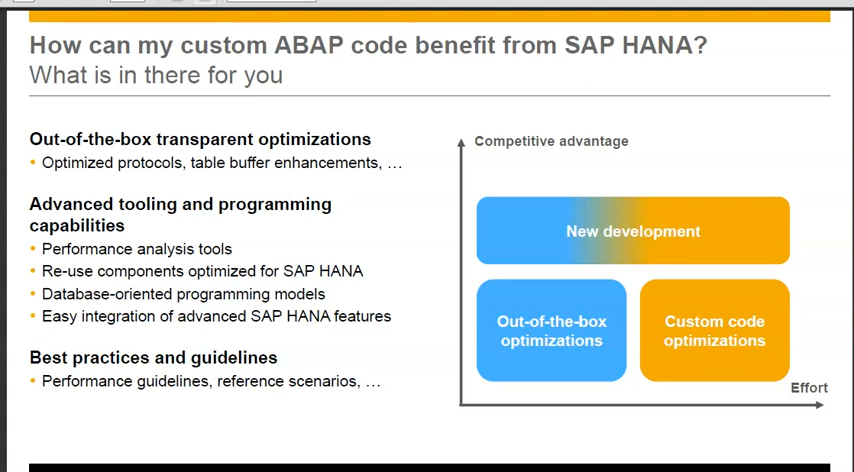 How can my custom ABAP code benefit from SAP HANA?
What is in there for you
Out-of-the-box transparent optimizations
• Optimized protocols, table buffer enhancements, …
Advanced tooling and programming
capabilities
• Performance analysis tools
• Re-use components optimized for SAP HANA
• Database-oriented programming models
• Easy integration of advanced SAP HANA features
Best practices and guidelines
• Performance guidelines, reference scenarios, …
Competitive advantage
New development
Out-of-the-box
optimizations
Custom code
optimizations
Effort